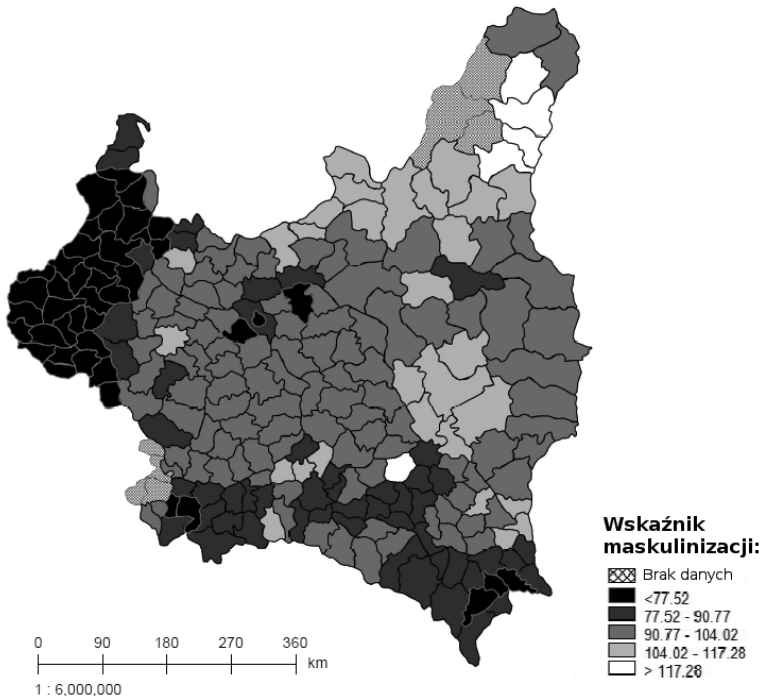 Wskaźnik
maskulinizacji:
Brak danych
<77.52
77.52 - 90.77
90.77 - 104.02
104.02 - 117.28
> 117.28
0 90 180 270 360
km
1 : 6,000,000